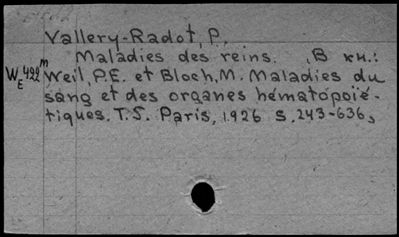 Vallery-Radot, P.
Maladies des reins. В кн.:
WE422m Weil, P.E. et Bloch, M. Maladies du
sang et des organes hématopoié-
tiques. T.5. Paris, 1926 S. 243-636,